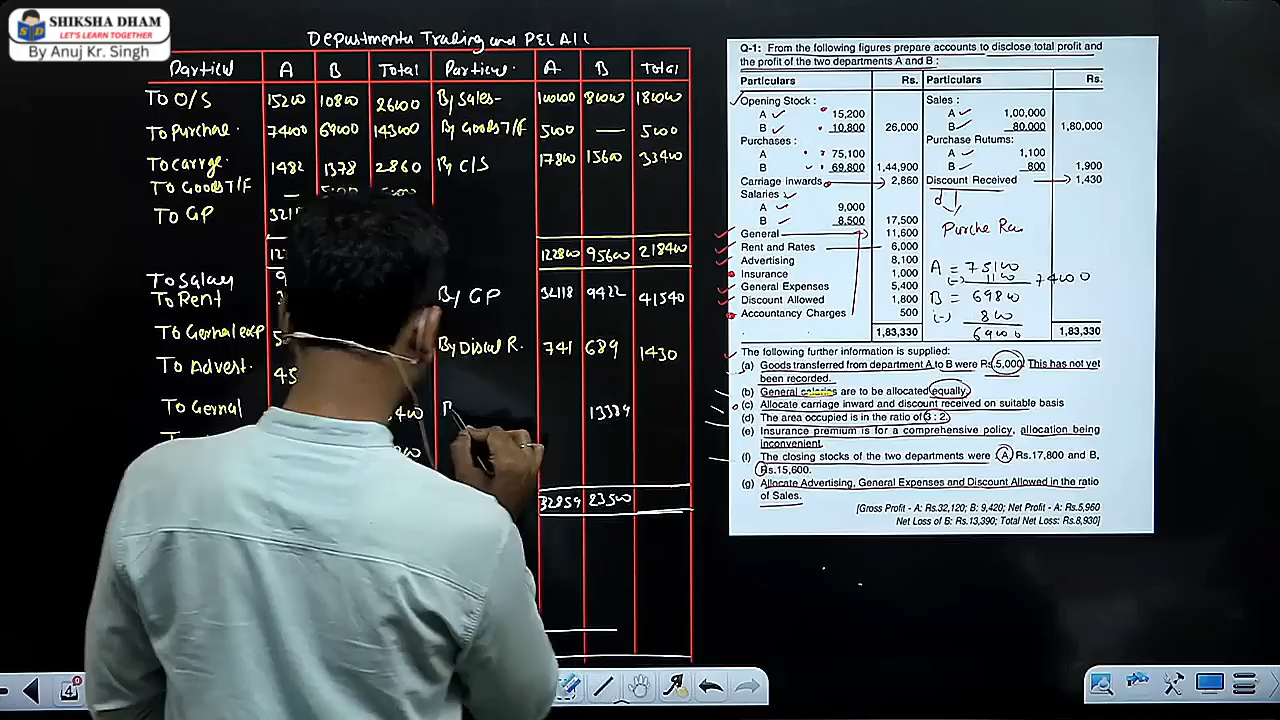 SHIKSHA DHAM
LET'S LEARN TOGETHER
By Anuj Kr. Singh
Departmental Trading and P&L A/c
Particul A B Total Particul. A B Total
To O/S 15200 10800 26000 By Sales- 100000 80000 180000
To Purchae. 74000 69000 143000 By Goods T/F 5000 — 5000
To carrge. 1482 1378 2860 By C/S 17800 15600 33400
To Goods T/F —
To GP
122800 95600 218400
To Salary
To Rent
By GP 32118 9422 41540
To Gernal exp
By Discut R. 741 689 1430
To Advert.
45
To Gernal 13389
32859 23500
Q-1: From the following figures prepare accounts to disclose total profit and
the profit of the two departments A and B :
Particulars Rs. Particulars Rs.
Opening Stock : Sales :
A 15,200 A 1,00,000
B 10,800 26,000 B 80,000 1,80,000
Purchases : Purchase Ruturns:
A 75,100 A 1,100
B 69,800 1,44,900 B 800 1,900
Carriage inwards 2,860 Discount Received 1,430
Salaries
A 9,000
B 8,500 17,500
General 11,600
Rent and Rates 6,000
Advertising 8,100
Insurance 1,000
General Expenses 5,400
Discount Allowed 1,800
Accountancy Charges 500
1,83,330 1,83,330
A = 75100
(-) 1100 74000
B = 69800
(-) 800
69000
The following further information is supplied:
(a) Goods transferred from department A to B were Rs.5,000. This has not yet
been recorded.
(b) General salaries are to be allocated equally.
(c) Allocate carriage inward and discount received on suitable basis
(d) The area occupied is in the ratio of 3 : 2)
(e) Insurance premium is for a comprehensive policy, allocation being
inconvenient.
(f) The closing stocks of the two departments were : A Rs.17,800 and B,
Rs.15,600.
(g) Allocate Advertising, General Expenses and Discount Allowed in the ratio
of Sales.
[Gross Profit - A: Rs.32,120; B: 9,420; Net Profit - A: Rs.5,960
Net Loss of B: Rs.13,390; Total Net Loss: Rs.8,930]